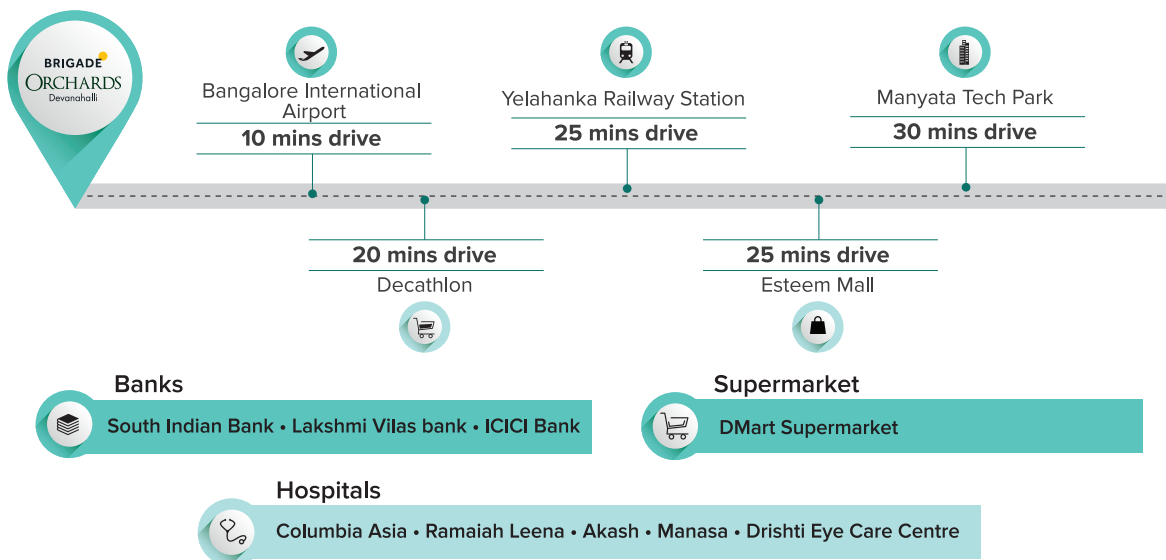 BRIGADE
ORCHARDS
Devanahalli
Bangalore International
Airport
10 mins drive
Yelahanka Railway Station
25 mins drive
Manyata Tech Park
30 mins drive
20 mins drive
Decathlon
25 mins drive
Esteem Mall
Banks
South Indian Bank • Lakshmi Vilas bank • ICICI Bank
Supermarket
DMart Supermarket
Hospitals
Columbia Asia • Ramaiah Leena • Akash • Manasa • Drishti Eye Care Centre